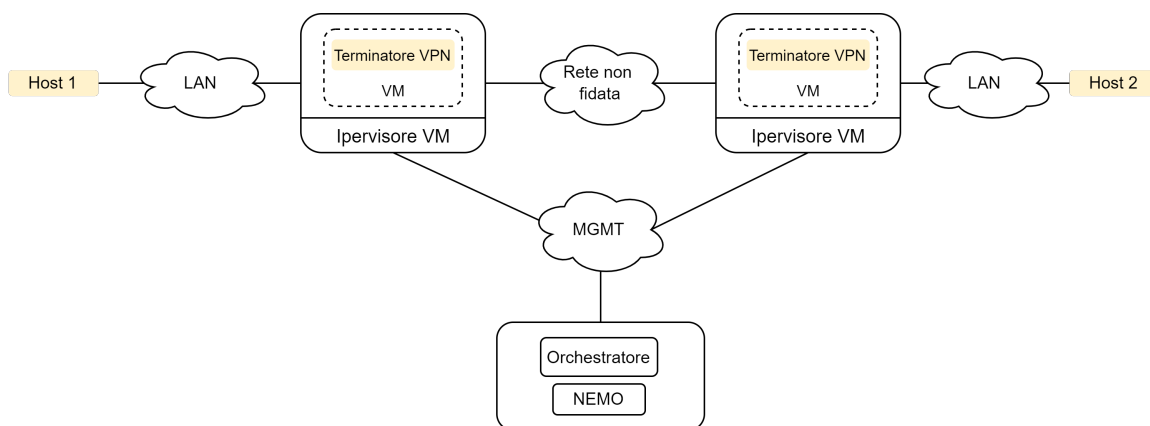 Host 1
LAN
Terminatore VPN
VM
Ipervisore VM
Rete non
fidata
Terminatore VPN
VM
Ipervisore VM
LAN
Host 2
MGMT
Orchestratore
NEMO